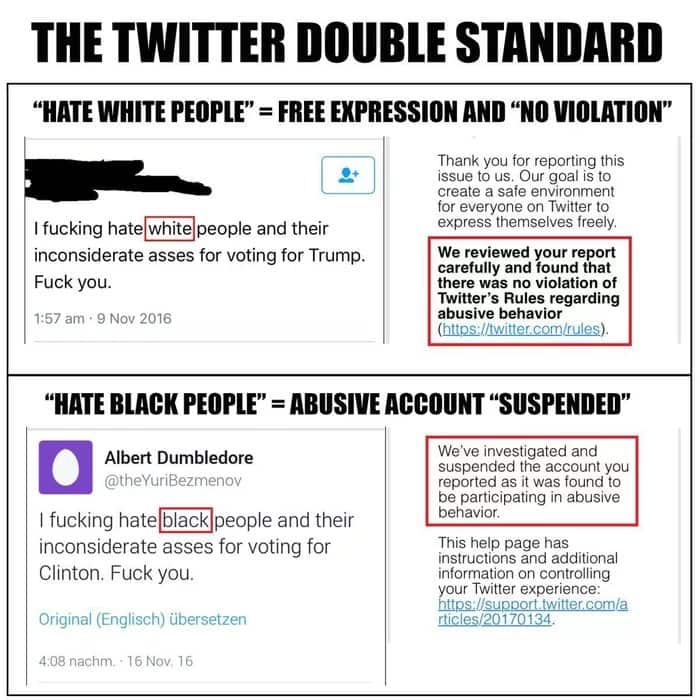 THE TWITTER DOUBLE STANDARD
“HATE WHITE PEOPLE” = FREE EXPRESSION AND “NO VIOLATION”
I fucking hate white people and their
inconsiderate asses for voting for Trump.
Fuck you.
1:57 am · 9 Nov 2016
Thank you for reporting this
issue to us. Our goal is to
create a safe environment
for everyone on Twitter to
express themselves freely.
We reviewed your report
carefully and found that
there was no violation of
Twitter’s Rules regarding
abusive behavior
(https://twitter.com/rules).
“HATE BLACK PEOPLE” = ABUSIVE ACCOUNT “SUSPENDED”
Albert Dumbledore
@theYuriBezmenov
I fucking hate black people and their
inconsiderate asses for voting for
Clinton. Fuck you.
Original (Englisch) übersetzen
4:08 nachm. · 16 Nov. 16
We’ve investigated and
suspended the account you
reported as it was found to
be participating in abusive
behavior.
This help page has
instructions and additional
information on controlling
your Twitter experience:
https://support.twitter.com/a
rticles/20170134.